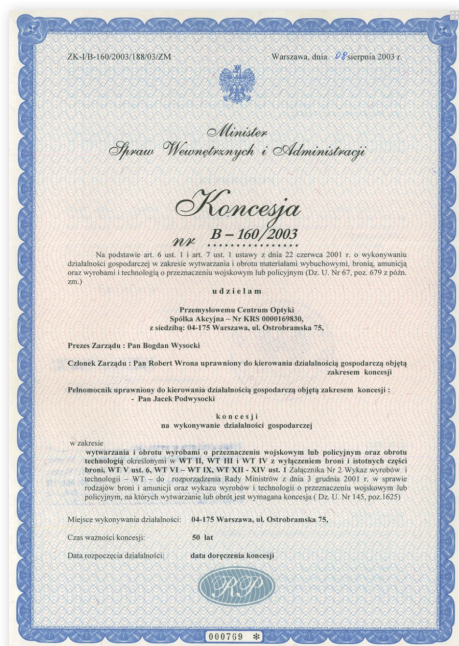 ZK-I/B-160/2003/188/03/ZM Warszawa, dnia 08 sierpnia 2003 r.
Minister
Spraw Wewnętrznych i Administracji
Koncesja
nr B – 160/2003
Na podstawie art. 6 ust. 1 i art. 7 ust. 1 ustawy z dnia 22 czerwca 2001 r. o wykonywaniu
działalności gospodarczej w zakresie wytwarzania i obrotu materiałami wybuchowymi, bronią, amunicją
oraz wyrobami i technologią o przeznaczeniu wojskowym lub policyjnym (Dz. U. Nr 67, poz. 679 z późn.
zm.)
u d z i e l a m
Przemysłowemu Centrum Optyki
Spółka Akcyjna – Nr KRS 0000169830,
z siedzibą: 04-175 Warszawa, ul. Ostrobramska 75,
Prezes Zarządu : Pan Bogdan Wysocki
Członek Zarządu : Pan Robert Wrona uprawniony do kierowania działalnością gospodarczą objętą
zakresem koncesji
Pełnomocnik uprawniony do kierowania działalnością gospodarczą objętą zakresem koncesji :
- Pan Jacek Podwysocki
k o n c e s j i
na wykonywanie działalności gospodarczej
w zakresie
wytwarzania i obrotu wyrobami o przeznaczeniu wojskowym lub policyjnym oraz obrotu
technologią określonymi w WT II, WT III i WT IV z wyłączeniem broni i istotnych części
broni, WT V ust. 6, WT VI – WT IX, WT XII - XIV ust. 1 Załącznika Nr 2 Wykaz wyrobów i
technologii – WT – do rozporządzenia Rady Ministrów z dnia 3 grudnia 2001 r. w sprawie
rodzajów broni i amunicji oraz wykazu wyrobów i technologii o przeznaczeniu wojskowym lub
policyjnym, na których wytwarzanie lub obrót jest wymagana koncesja ( Dz. U. Nr 145, poz.1625)
Miejsce wykonywania działalności: 04-175 Warszawa, ul. Ostrobramska 75,
Czas ważności koncesji: 50 lat
Data rozpoczęcia działalności: data doręczenia koncesji
RP
000769 *